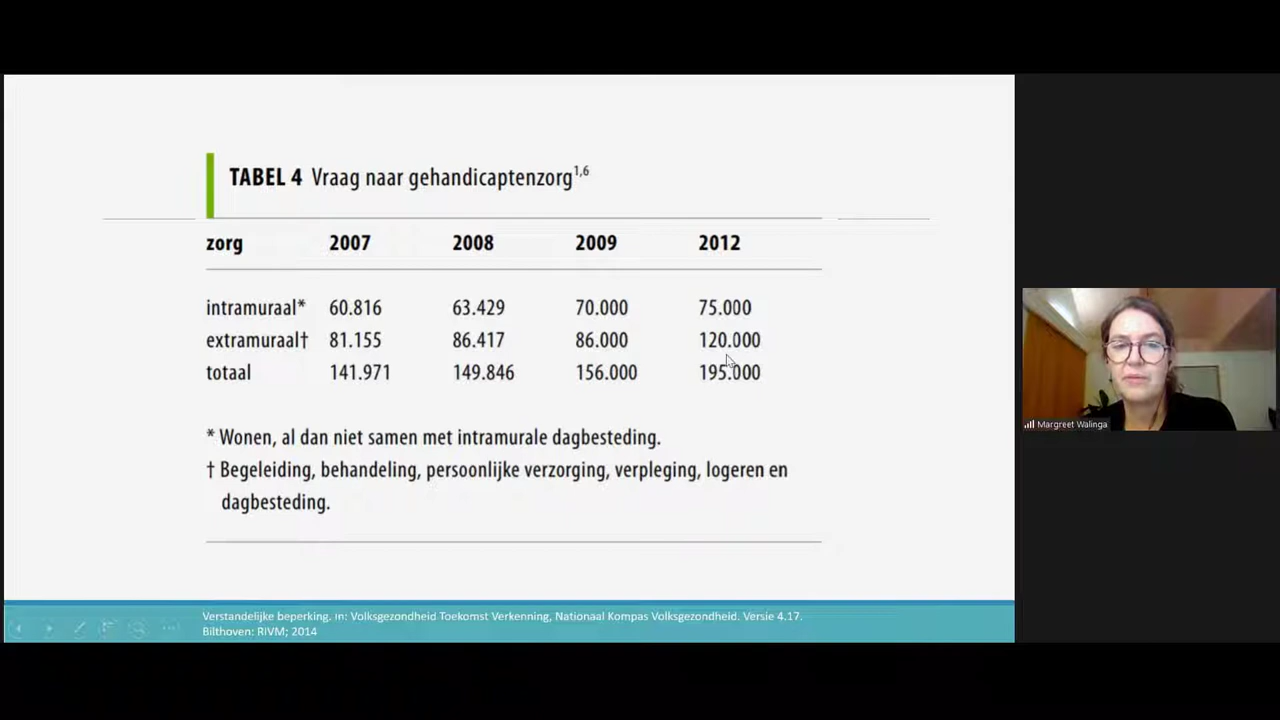 TABEL 4 Vraag naar gehandicaptenzorg1,6
zorg 2007 2008 2009 2012
intramuraal* 60.816 63.429 70.000 75.000
extramuraal† 81.155 86.417 86.000 120.000
totaal 141.971 149.846 156.000 195.000
* Wonen, al dan niet samen met intramurale dagbesteding.
† Begeleiding, behandeling, persoonlijke verzorging, verpleging, logeren en
dagbesteding.
Verstandelijke beperking. in: Volksgezondheid Toekomst Verkenning, Nationaal Kompas Volksgezondheid. Versie 4.17.
Bilthoven: RIVM; 2014
Margreet Walinga